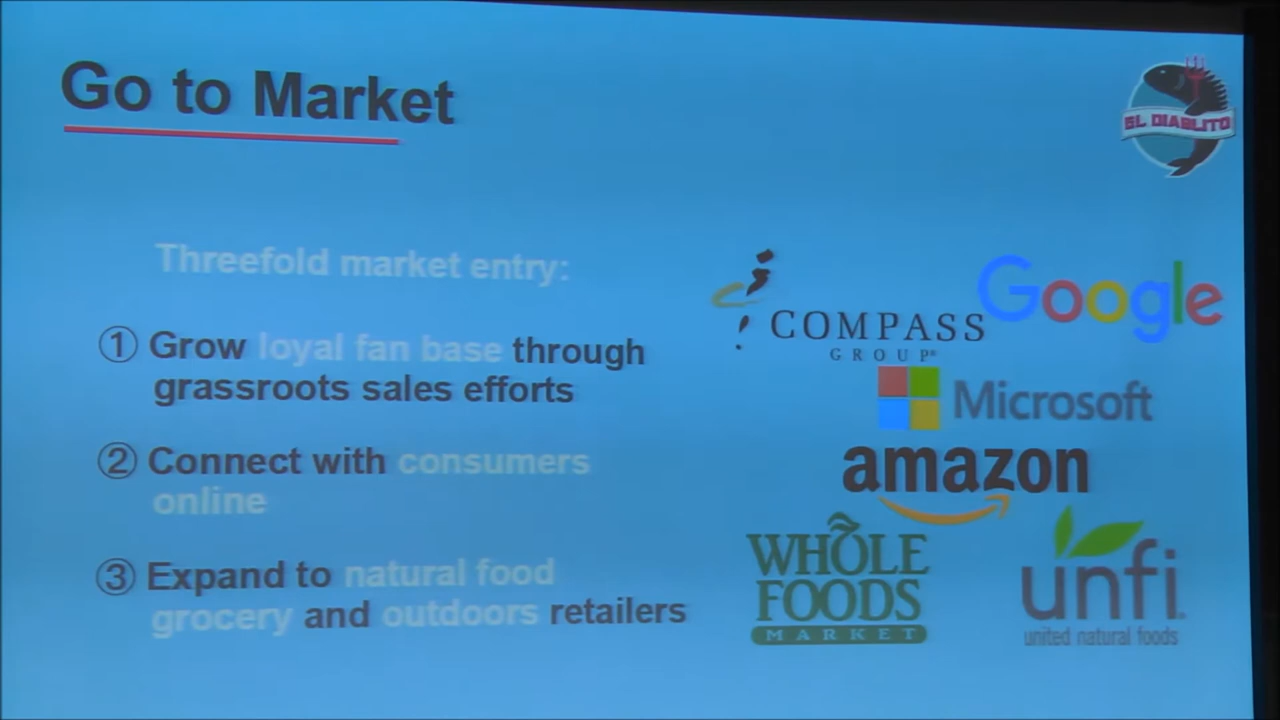 Go to Market
EL DIABLITO
Threefold market entry:
① Grow loyal fan base through
grassroots sales efforts
② Connect with consumers
online
③ Expand to natural food
grocery and outdoors retailers
COMPASS
GROUP®
Google
Microsoft
amazon
WHOLE
FOODS
MARKET
unfi
united natural foods